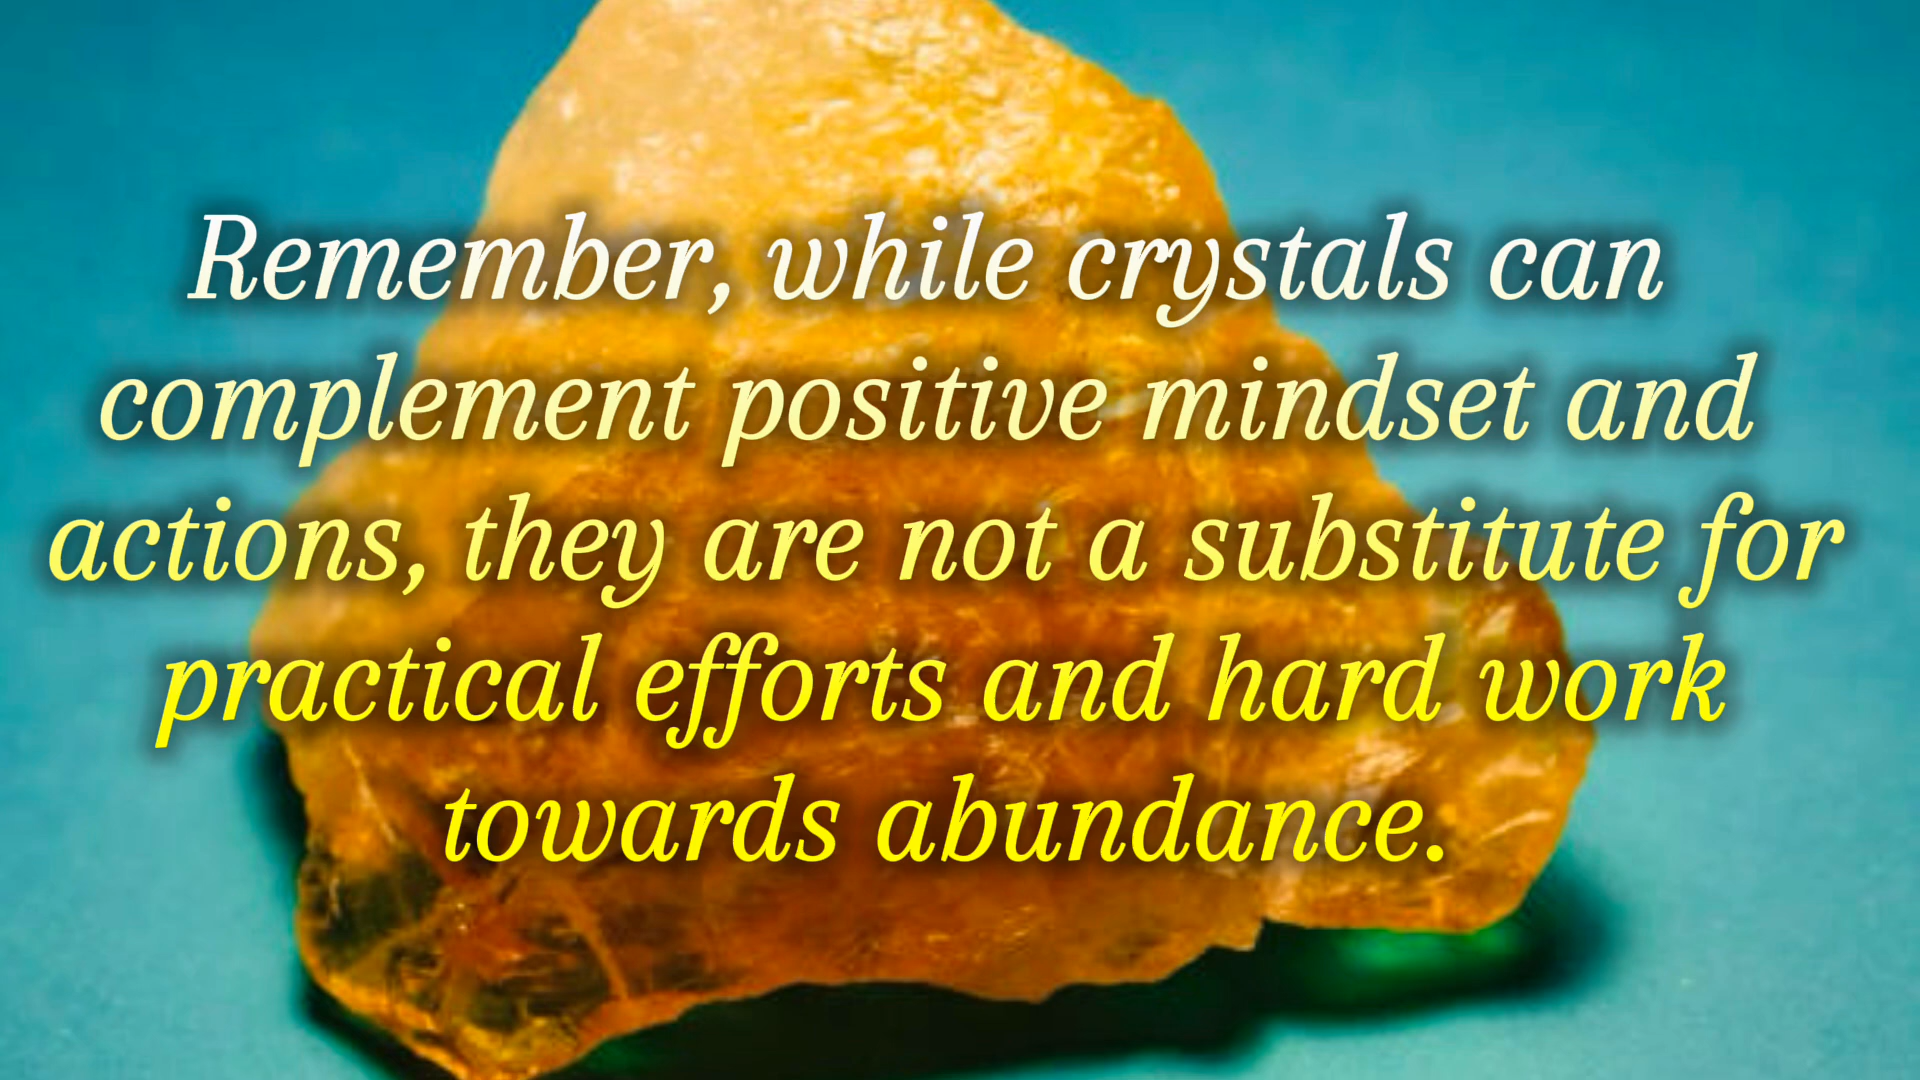 Remember, while crystals can
complement positive mindset and
actions, they are not a substitute for
practical efforts and hard work
towards abundance.